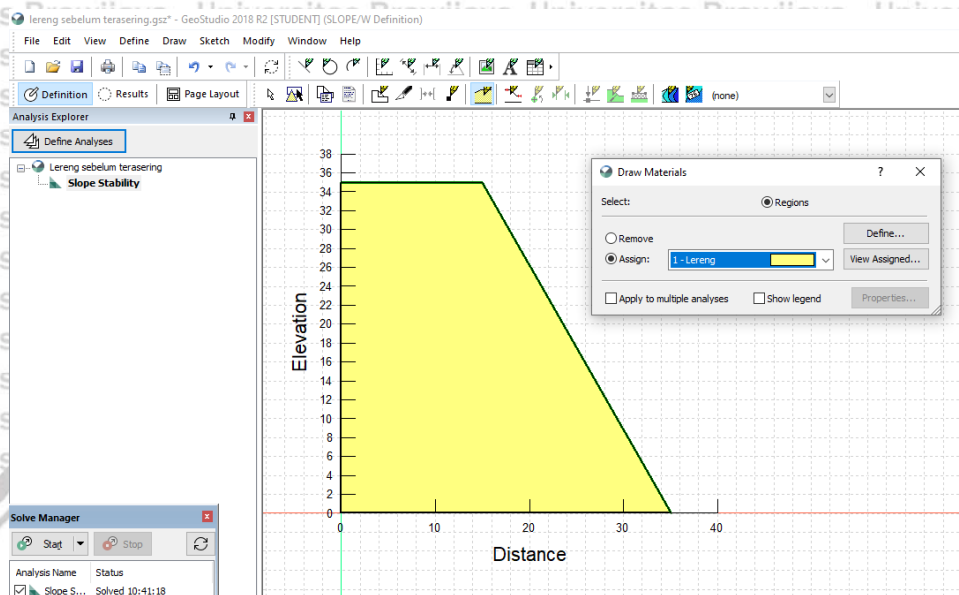 lereng sebelum terasering.gsz* - GeoStudio 2018 R2 [STUDENT] (SLOPE/W Definition)
File Edit View Define Draw Sketch Modify Window Help
Definition Results Page Layout (none)
Analysis Explorer
Define Analyses
Lereng sebelum terasering
Slope Stability
38
36
34
32
30
28
26
24
22
20
18
16
14
12
10
8
6
4
2
0
Elevation
0 10 20 30 40
Distance
Draw Materials ? ×
Select: Regions
Remove Define...
Assign: 1 - Lereng View Assigned...
Apply to multiple analyses Show legend Properties...
Solve Manager
Start Stop
Analysis Name Status
Slope S... Solved 10:41:18